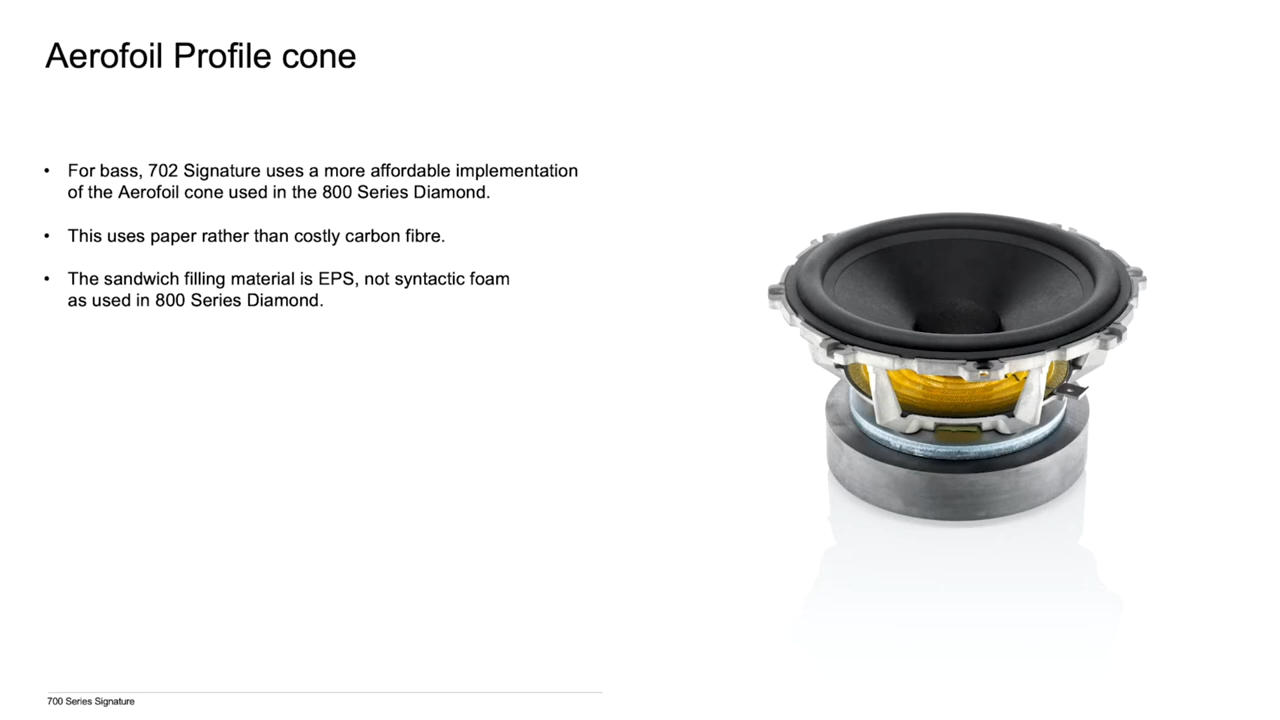 Aerofoil Profile cone
• For bass, 702 Signature uses a more affordable implementation
of the Aerofoil cone used in the 800 Series Diamond.
• This uses paper rather than costly carbon fibre.
• The sandwich filling material is EPS, not syntactic foam
as used in 800 Series Diamond.
700 Series Signature